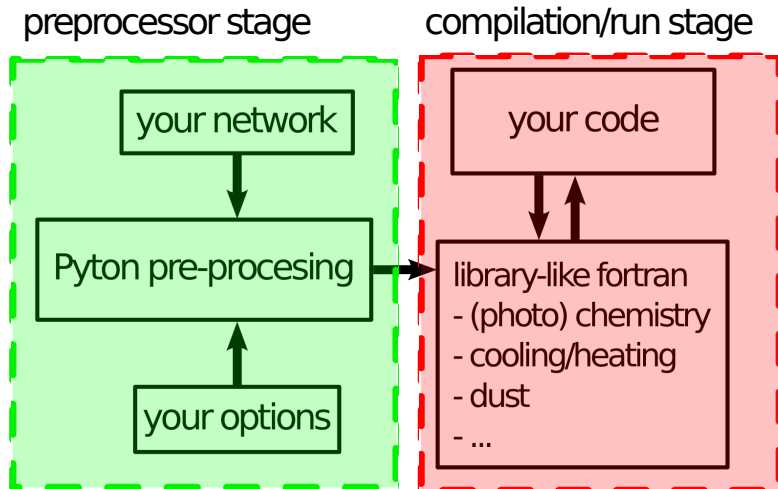 preprocessor stage
your network
Pyton pre-procesing
your options
compilation/run stage
your code
library-like fortran
- (photo) chemistry
- cooling/heating
- dust
- ...